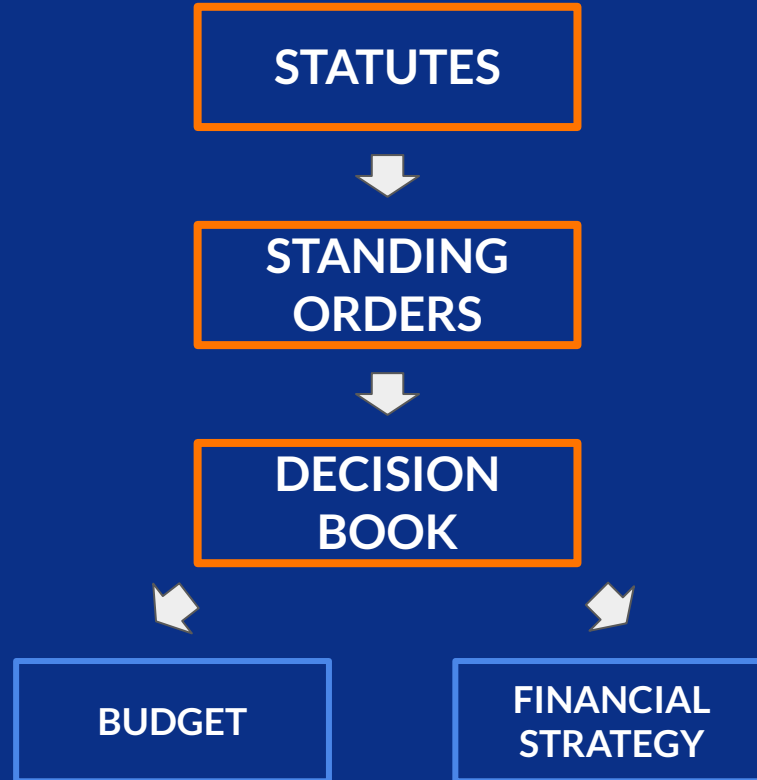 STATUTES
STANDING
ORDERS
DECISION
BOOK
BUDGET
FINANCIAL
STRATEGY